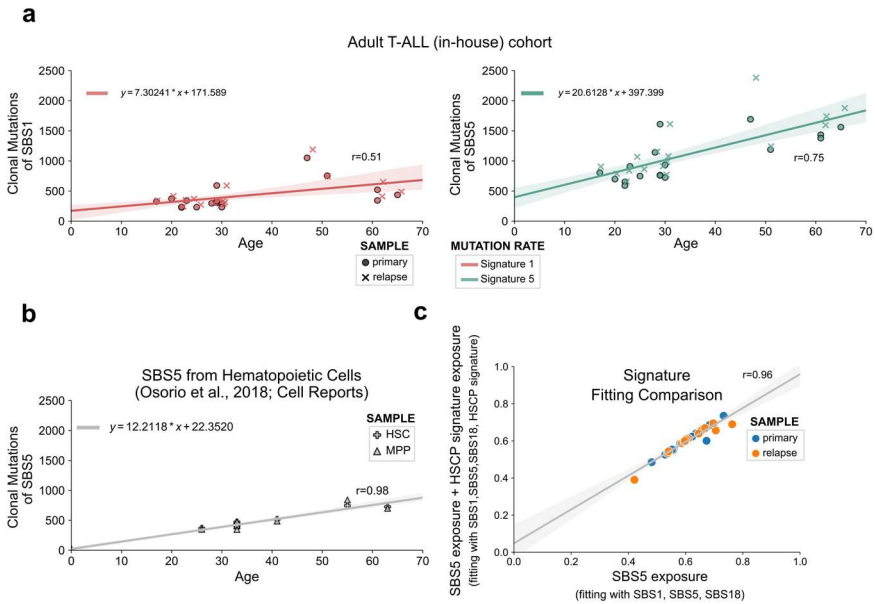 a
Adult T-ALL (in-house) cohort
Clonal Mutations
of SBS1
2500
2000
1500
1000
500
0
y = 7.30241 * x + 171.589
r=0.51
0 10 20 30 40 50 60 70
Age
Clonal Mutations
of SBS5
2500
2000
1500
1000
500
0
y = 20.6128 * x + 397.399
r=0.75
0 10 20 30 40 50 60 70
Age
SAMPLE
primary
relapse
MUTATION RATE
Signature 1
Signature 5
b
SBS5 from Hematopoietic Cells
(Osorio et al., 2018; Cell Reports)
Clonal Mutations
of SBS5
2500
2000
1500
1000
500
0
y = 12.2118 * x + 22.3520
SAMPLE
HSC
MPP
r=0.98
0 10 20 30 40 50 60 70
Age
c
SBS5 exposure + HSCP signature exposure
(fitting with SBS1,SBS5,SBS18, HSCP signature)
1.0
0.8
0.6
0.4
0.2
0.0
Signature
Fitting Comparison
r=0.96
SAMPLE
primary
relapse
0.0 0.2 0.4 0.6 0.8 1.0
SBS5 exposure
(fitting with SBS1, SBS5, SBS18)